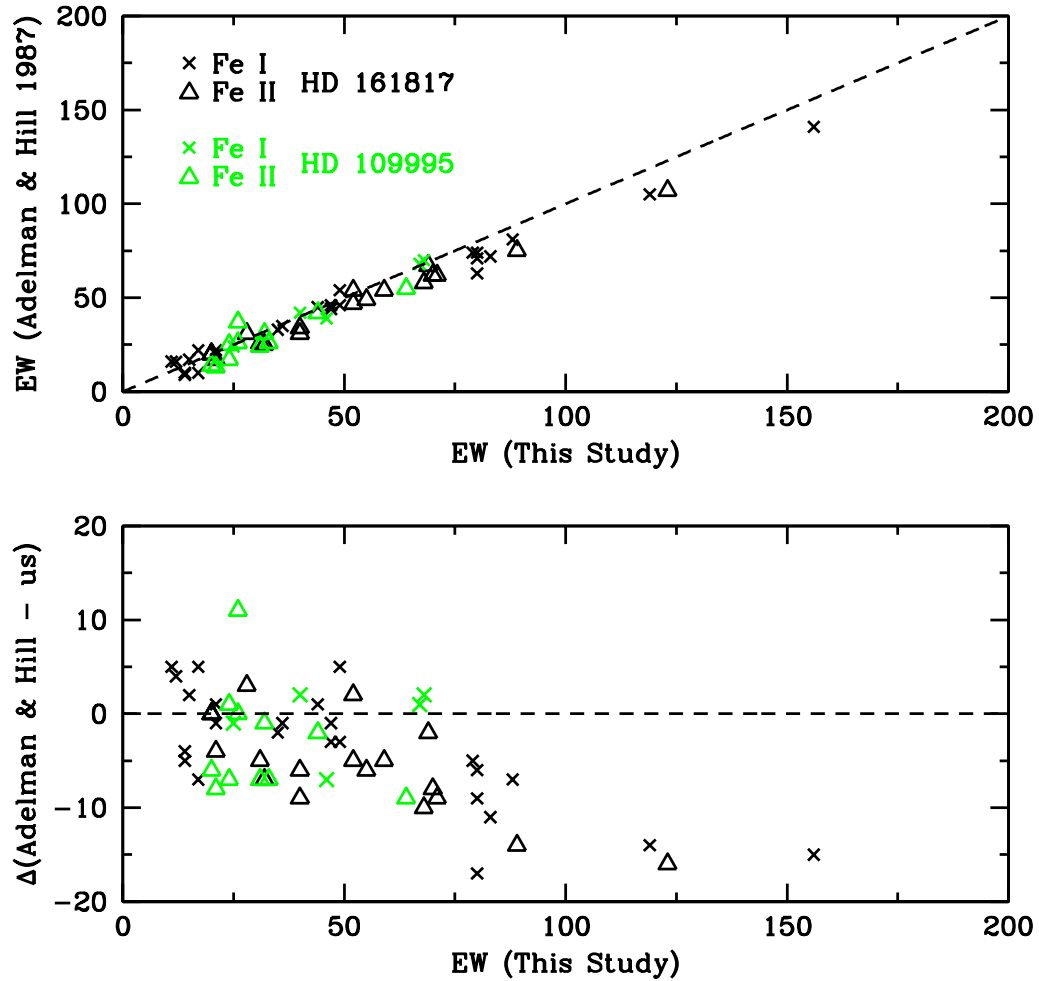 200
150
100
50
0
EW (Adelman & Hill 1987)
× Fe I
△ Fe II
HD 161817
× Fe I
△ Fe II
HD 109995
0
50
100
150
200
EW (This Study)
20
10
0
−10
−20
Δ(Adelman & Hill − us)
0
50
100
150
200
EW (This Study)